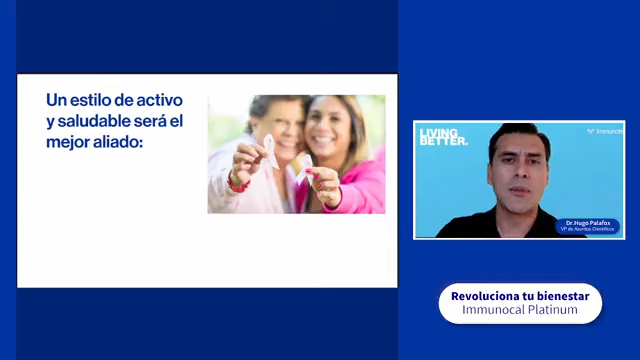 Un estilo de activo
y saludable será el
mejor aliado:
LIVING
BETTER.
Dr.Hugo Palafox
VP de Asuntos Científicos
Revoluciona tu bienestar
Immunocal Platinum